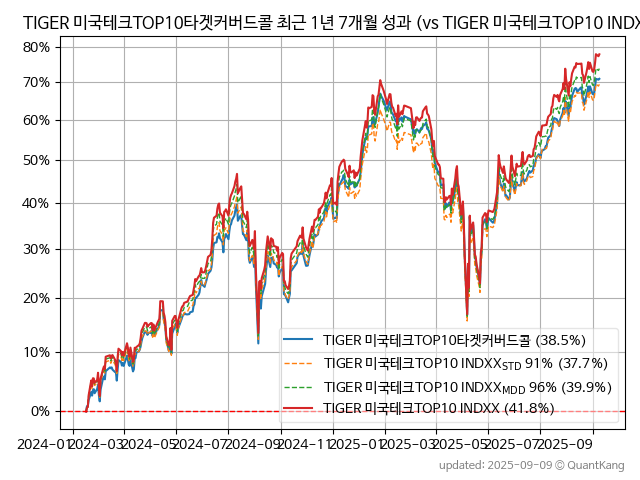 TIGER 미국테크TOP10타겟커버드콜 최근 1년 7개월 성과 (vs TIGER 미국테크TOP10 INDX
80%
70%
60%
50%
40%
30%
20%
10%
0%
TIGER 미국테크TOP10타겟커버드콜 (38.5%)
TIGER 미국테크TOP10 INDXXSTD 91% (37.7%)
TIGER 미국테크TOP10 INDXXMDD 96% (39.9%)
TIGER 미국테크TOP10 INDXX (41.8%)
2024-01 2024-03 2024-05 2024-07 2024-09 2024-11 2025-01 2025-03 2025-05 2025-07 2025-09
updated: 2025-09-09 © QuantKang